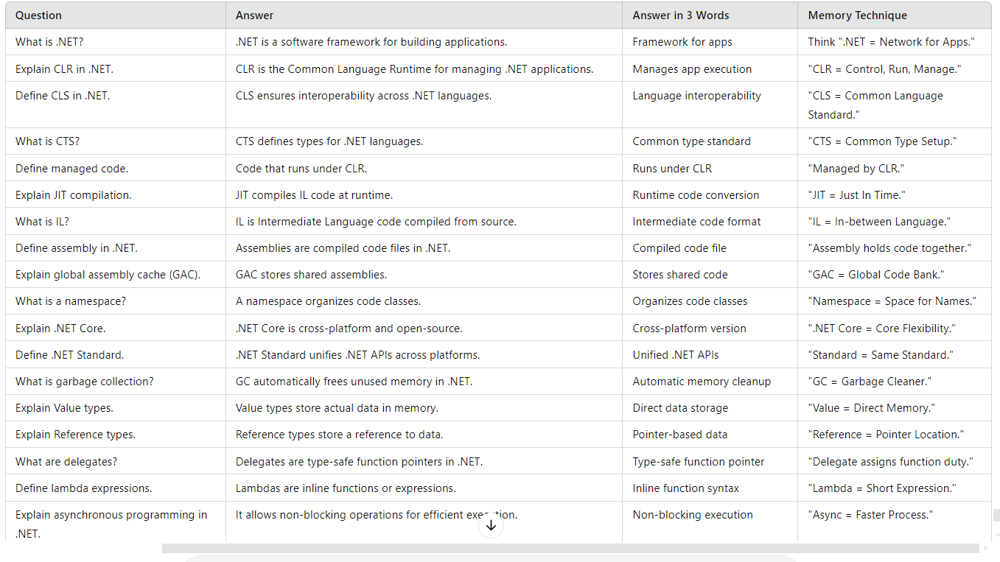 Question Answer Answer in 3 Words Memory Technique
What is .NET? .NET is a software framework for building applications. Framework for apps Think ".NET = Network for Apps."
Explain CLR in .NET. CLR is the Common Language Runtime for managing .NET applications. Manages app execution "CLR = Control, Run, Manage."
Define CLS in .NET. CLS ensures interoperability across .NET languages. Language interoperability "CLS = Common Language
Standard."
What is CTS? CTS defines types for .NET languages. Common type standard "CTS = Common Type Setup."
Define managed code. Code that runs under CLR. Runs under CLR "Managed by CLR."
Explain JIT compilation. JIT compiles IL code at runtime. Runtime code conversion "JIT = Just In Time."
What is IL? IL is Intermediate Language code compiled from source. Intermediate code format "IL = In-between Language."
Define assembly in .NET. Assemblies are compiled code files in .NET. Compiled code file "Assembly holds code together."
Explain global assembly cache (GAC). GAC stores shared assemblies. Stores shared code "GAC = Global Code Bank."
What is a namespace? A namespace organizes code classes. Organizes code classes "Namespace = Space for Names."
Explain .NET Core. .NET Core is cross-platform and open-source. Cross-platform version ".NET Core = Core Flexibility."
Define .NET Standard. .NET Standard unifies .NET APIs across platforms. Unified .NET APIs "Standard = Same Standard."
What is garbage collection? GC automatically frees unused memory in .NET. Automatic memory cleanup "GC = Garbage Cleaner."
Explain Value types. Value types store actual data in memory. Direct data storage "Value = Direct Memory."
Explain Reference types. Reference types store a reference to data. Pointer-based data "Reference = Pointer Location."
What are delegates? Delegates are type-safe function pointers in .NET. Type-safe function pointer "Delegate assigns function duty."
Define lambda expressions. Lambdas are inline functions or expressions. Inline function syntax "Lambda = Short Expression."
Explain asynchronous programming in It allows non-blocking operations for efficient execution. Non-blocking execution "Async = Faster Process."
.NET.